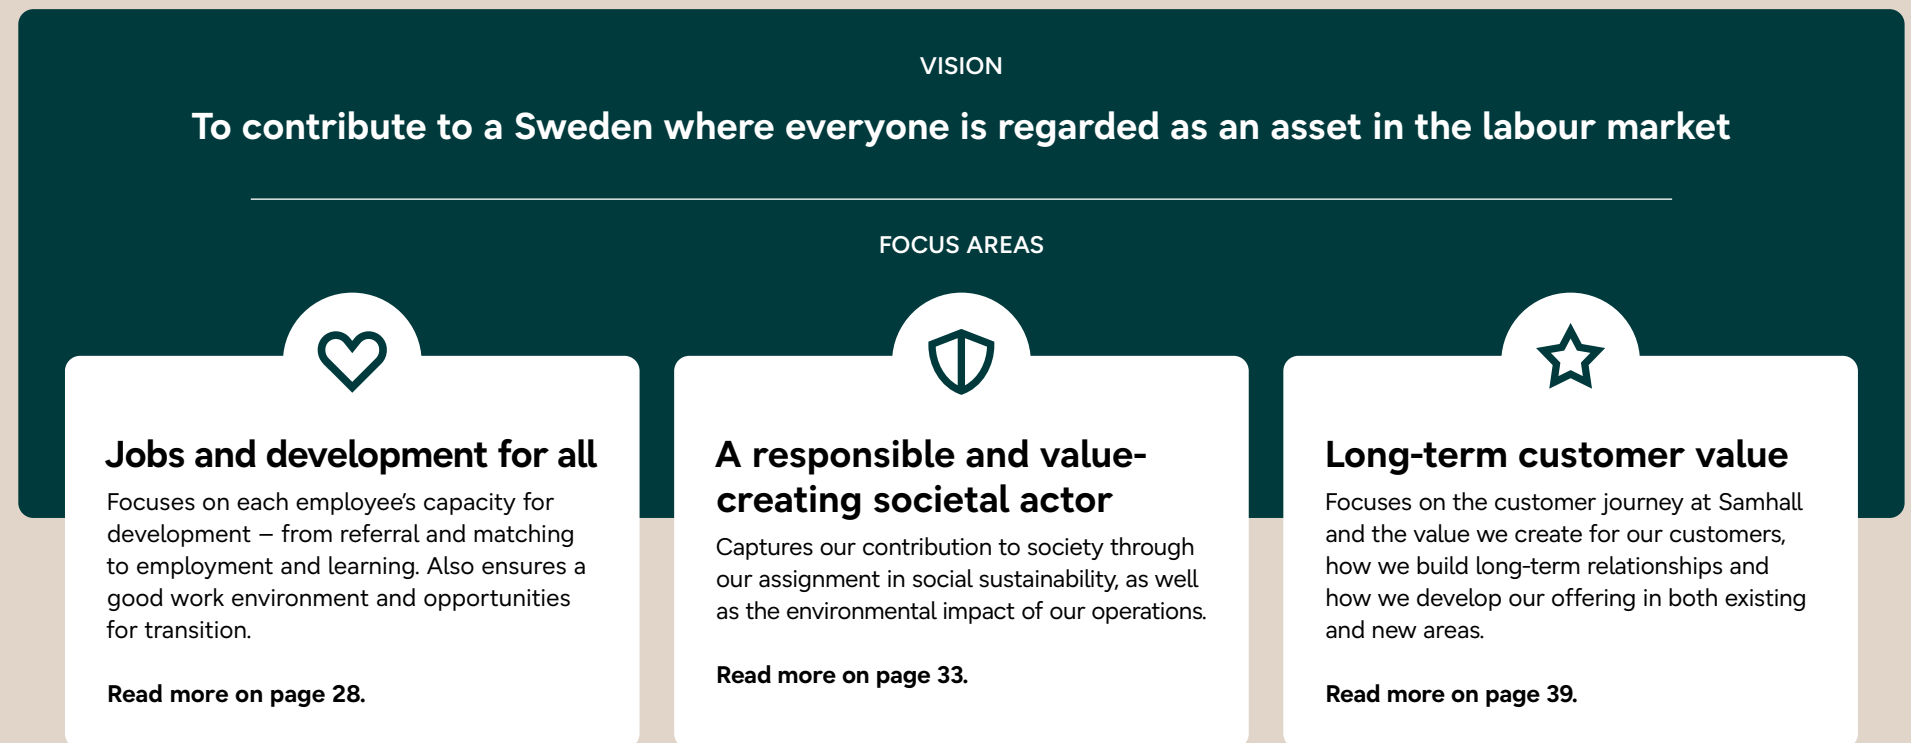 VISION
To contribute to a Sweden where everyone is regarded as an asset in the labour market
FOCUS AREAS
Jobs and development for all
Focuses on each employee’s capacity for
development – from referral and matching
to employment and learning. Also ensures a
good work environment and opportunities
for transition.
Read more on page 28.
A responsible and value-
creating societal actor
Captures our contribution to society through
our assignment in social sustainability, as well
as the environmental impact of our operations.
Read more on page 33.
Long-term customer value
Focuses on the customer journey at Samhall
and the value we create for our customers,
how we build long-term relationships and
how we develop our offering in both existing
and new areas.
Read more on page 39.